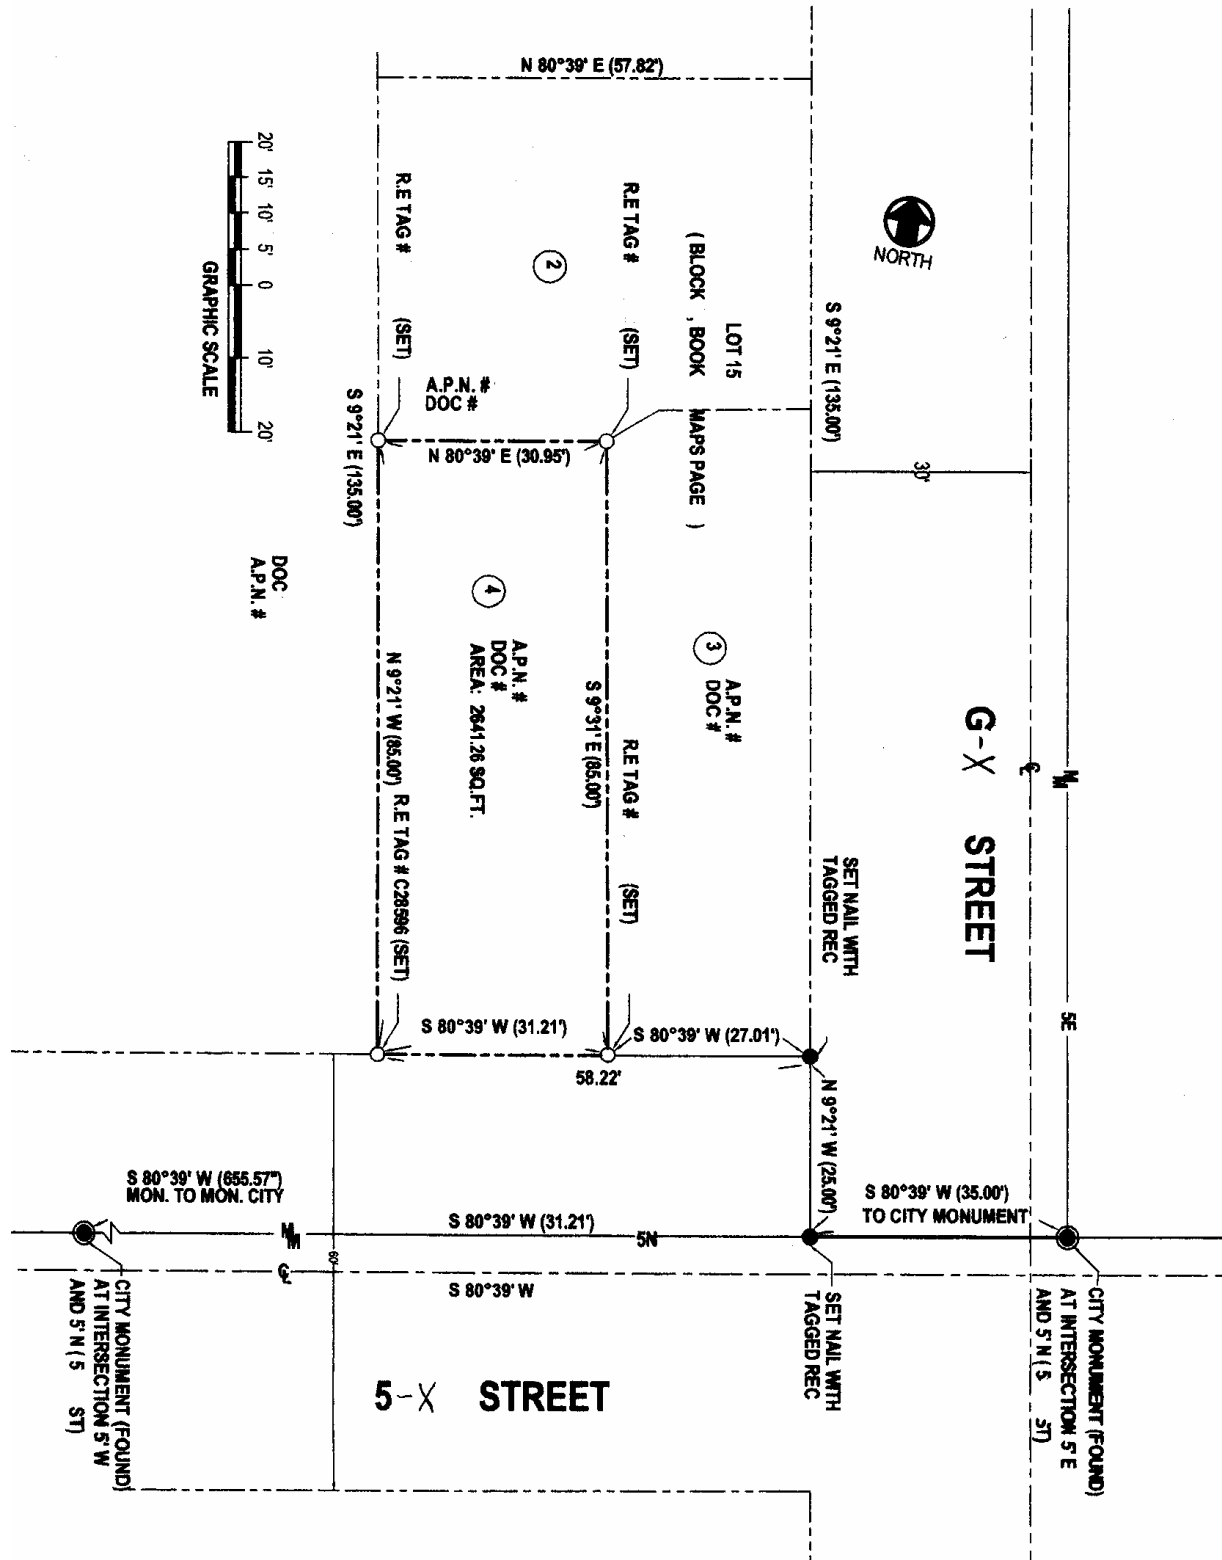 N 80°39' E (57.82')
20' 15' 10' 5' 0 10' 20'
GRAPHIC SCALE
R.E TAG # (SET)
R.E TAG # (SET)
2
( BLOCK , BOOK MAPS PAGE )
LOT 15
NORTH
S 9°21' E (135.00')
A.P.N. #
DOC #
S 9°21' E (135.00')
N 80°39' E (30.95')
30'
DOC
A.P.N. #
4
A.P.N. #
DOC #
AREA: 2641.26 SQ.FT.
3
A.P.N. #
DOC #
G-X STREET
℄
M
M
N 9°21' W (85.00')
R.E TAG # C28596 (SET)
S 9°31' E (85.00')
R.E TAG # (SET)
SET NAIL WITH
TAGGED REC
5E
S 80°39' W (31.21')
S 80°39' W (27.01')
58.22'
N 9°21' W (25.00')
S 80°39' W (655.57")
MON. TO MON. CITY
S 80°39' W (35.00')
TO CITY MONUMENT
M
M
S 80°39' W (31.21')
5N
60'
℄
S 80°39' W
CITY MONUMENT (FOUND)
AT INTERSECTION 5' W
AND 5' N ( 5 ST)
SET NAIL WITH
TAGGED REC
CITY MONUMENT (FOUND)
AT INTERSECTION 5' E
AND 5' N ( 5 ST)
5-X STREET